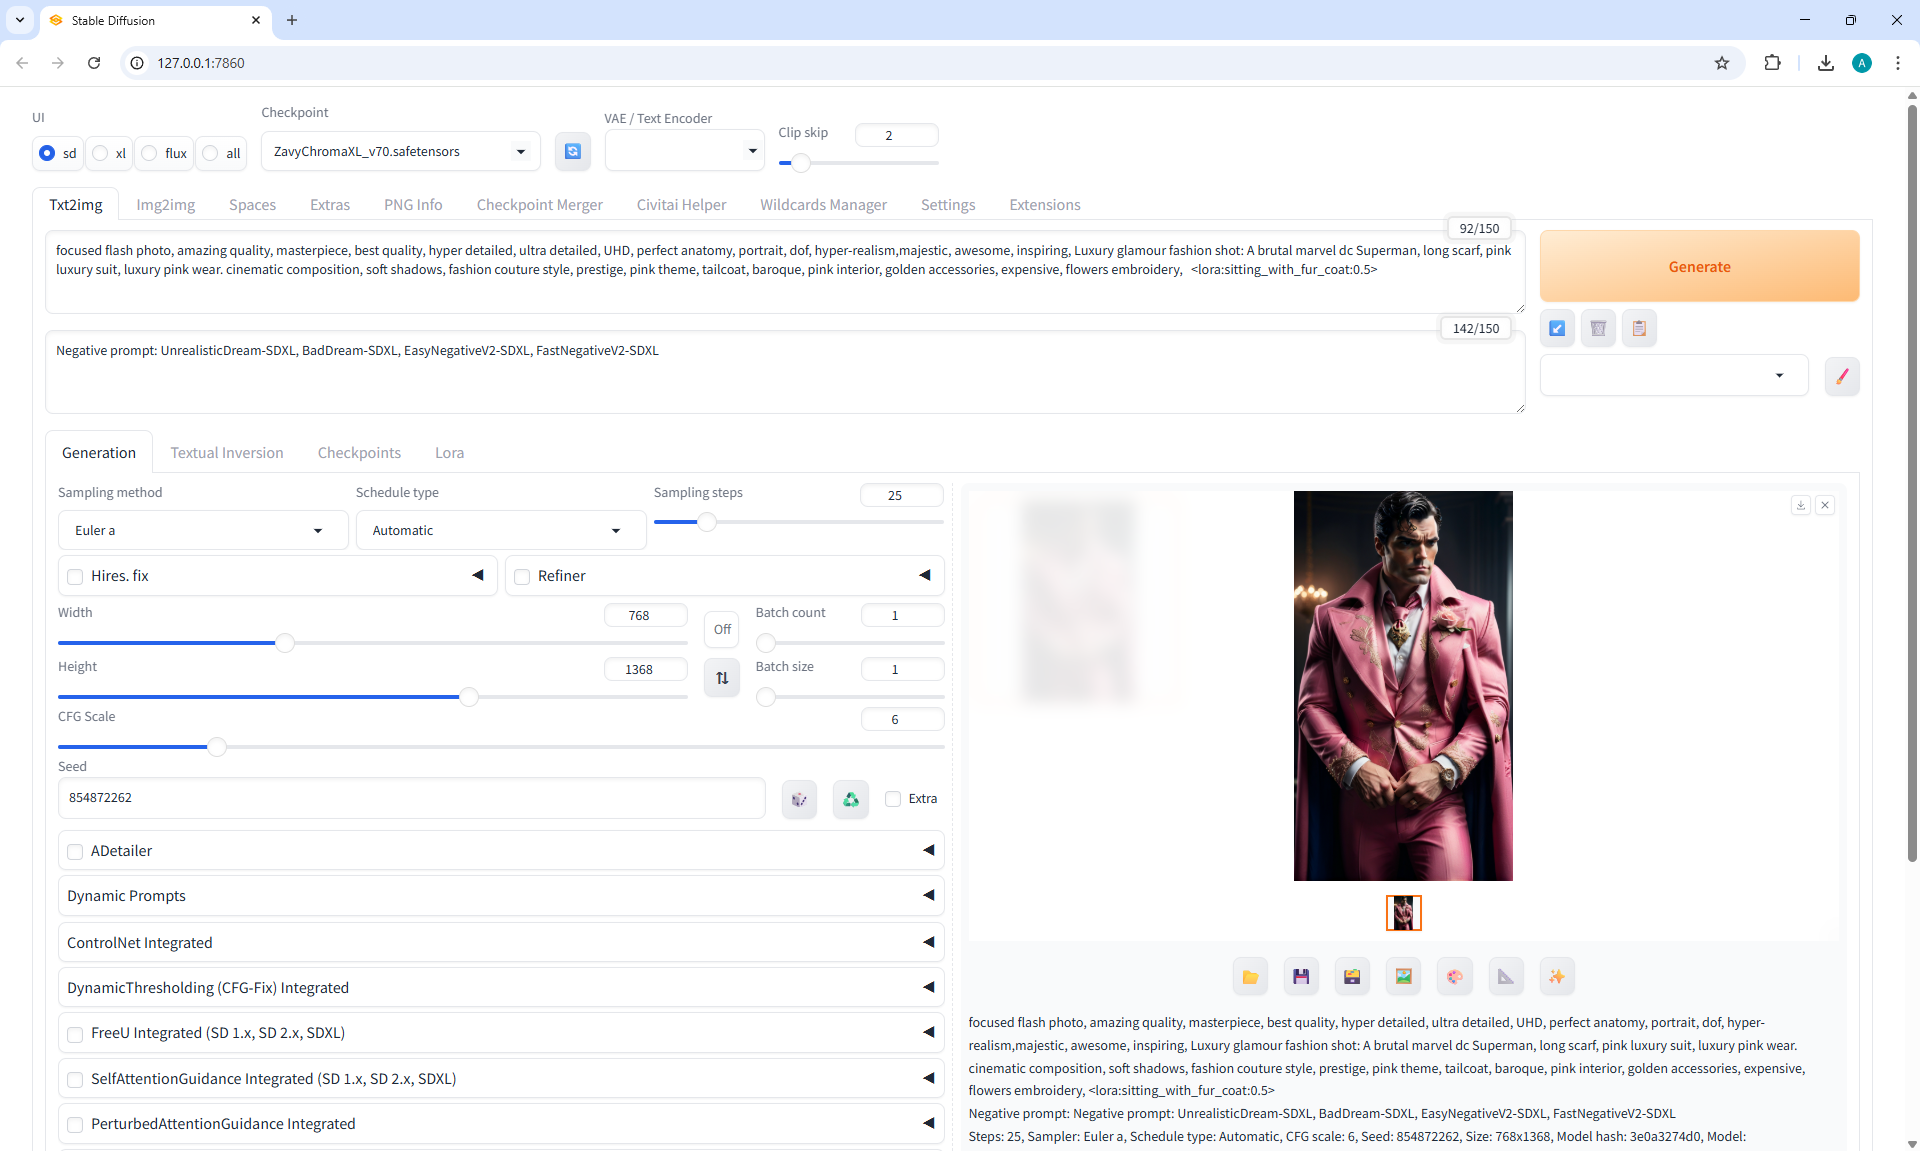 Stable Diffusion
127.0.0.1:7860
A
UI
sd xl flux all
Checkpoint
ZavyChromaXL_v70.safetensors
VAE / Text Encoder
Clip skip
2
Txt2img Img2img Spaces Extras PNG Info Checkpoint Merger Civitai Helper Wildcards Manager Settings Extensions
92/150
focused flash photo, amazing quality, masterpiece, best quality, hyper detailed, ultra detailed, UHD, perfect anatomy, portrait, dof, hyper-realism,majestic, awesome, inspiring, Luxury glamour fashion shot: A brutal marvel dc Superman, long scarf, pink
luxury suit, luxury pink wear. cinematic composition, soft shadows, fashion couture style, prestige, pink theme, tailcoat, baroque, pink interior, golden accessories, expensive, flowers embroidery, <lora:sitting_with_fur_coat:0.5>
Generate
142/150
Negative prompt: UnrealisticDream-SDXL, BadDream-SDXL, EasyNegativeV2-SDXL, FastNegativeV2-SDXL
Generation Textual Inversion Checkpoints Lora
Sampling method
Euler a
Schedule type
Automatic
Sampling steps
25
Hires. fix
Refiner
Width
768
Off
Batch count
1
Height
1368
Batch size
1
CFG Scale
6
Seed
854872262
Extra
ADetailer
Dynamic Prompts
ControlNet Integrated
DynamicThresholding (CFG-Fix) Integrated
FreeU Integrated (SD 1.x, SD 2.x, SDXL)
SelfAttentionGuidance Integrated (SD 1.x, SD 2.x, SDXL)
PerturbedAttentionGuidance Integrated
focused flash photo, amazing quality, masterpiece, best quality, hyper detailed, ultra detailed, UHD, perfect anatomy, portrait, dof, hyper-
realism,majestic, awesome, inspiring, Luxury glamour fashion shot: A brutal marvel dc Superman, long scarf, pink luxury suit, luxury pink wear.
cinematic composition, soft shadows, fashion couture style, prestige, pink theme, tailcoat, baroque, pink interior, golden accessories, expensive,
flowers embroidery, <lora:sitting_with_fur_coat:0.5>
Negative prompt: Negative prompt: UnrealisticDream-SDXL, BadDream-SDXL, EasyNegativeV2-SDXL, FastNegativeV2-SDXL
Steps: 25, Sampler: Euler a, Schedule type: Automatic, CFG scale: 6, Seed: 854872262, Size: 768x1368, Model hash: 3e0a3274d0, Model: